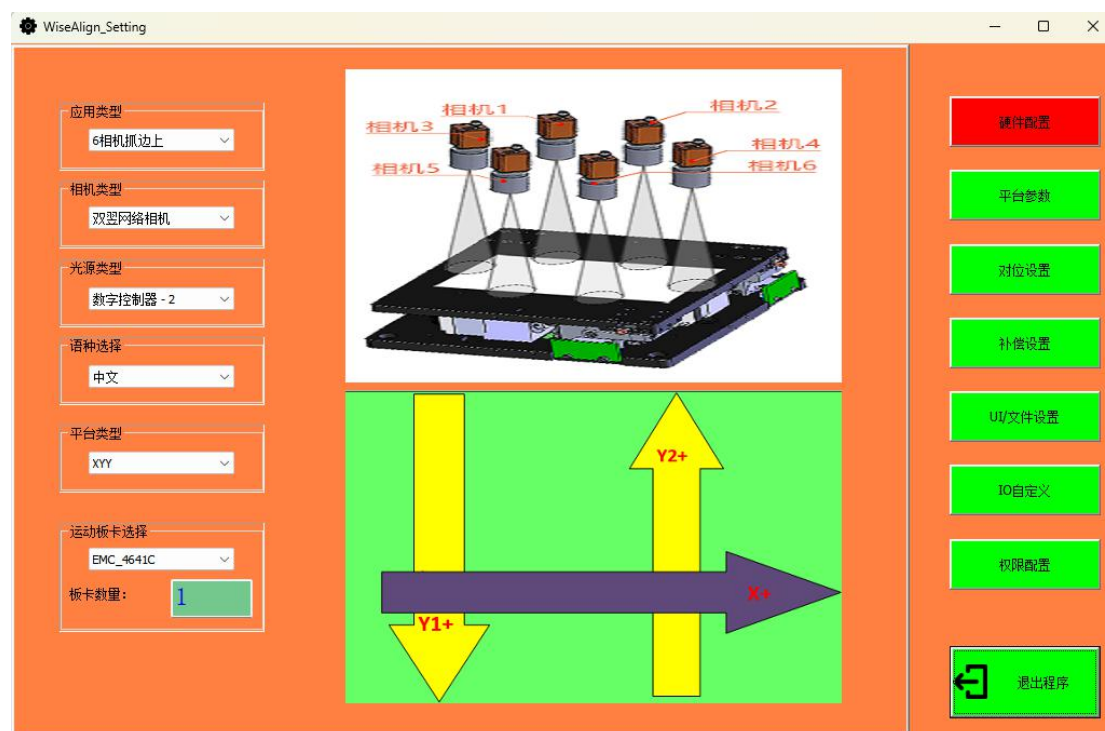 WiseAlign_Setting
应用类型
6相机抓边上
相机类型
双翌网络相机
光源类型
数字控制器 - 2
语种选择
中文
平台类型
XYY
运动板卡选择
EMC_4641C
板卡数量：
1
相机1
相机2
相机3
相机4
相机5
相机6
Y2+
X+
Y1+
硬件配置
平台参数
对位设置
补偿设置
UI/文件设置
IO自定义
权限配置
退出程序